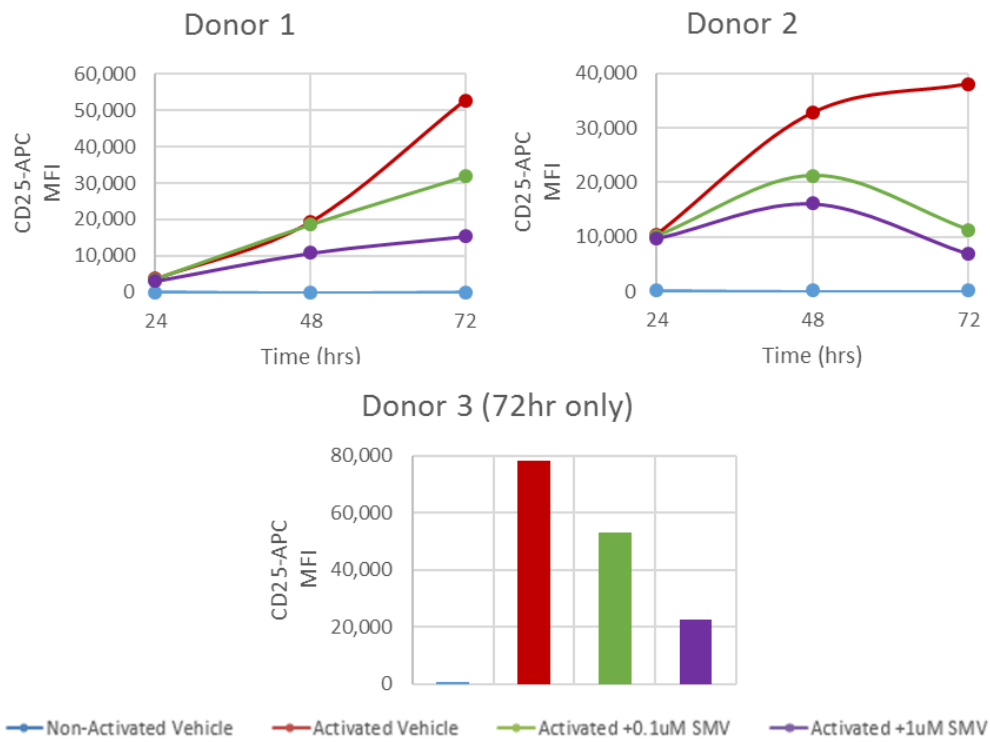 Donor 1
CD25-APC
MFI
60,000
50,000
40,000
30,000
20,000
10,000
0
24 48 72
Time (hrs)
Donor 2
CD25-APC
MFI
40,000
30,000
20,000
10,000
0
24 48 72
Time (hrs)
Donor 3 (72hr only)
CD25-APC
MFI
80,000
60,000
40,000
20,000
0
Non-Activated Vehicle Activated Vehicle Activated +0.1uM SMV Activated +1uM SMV